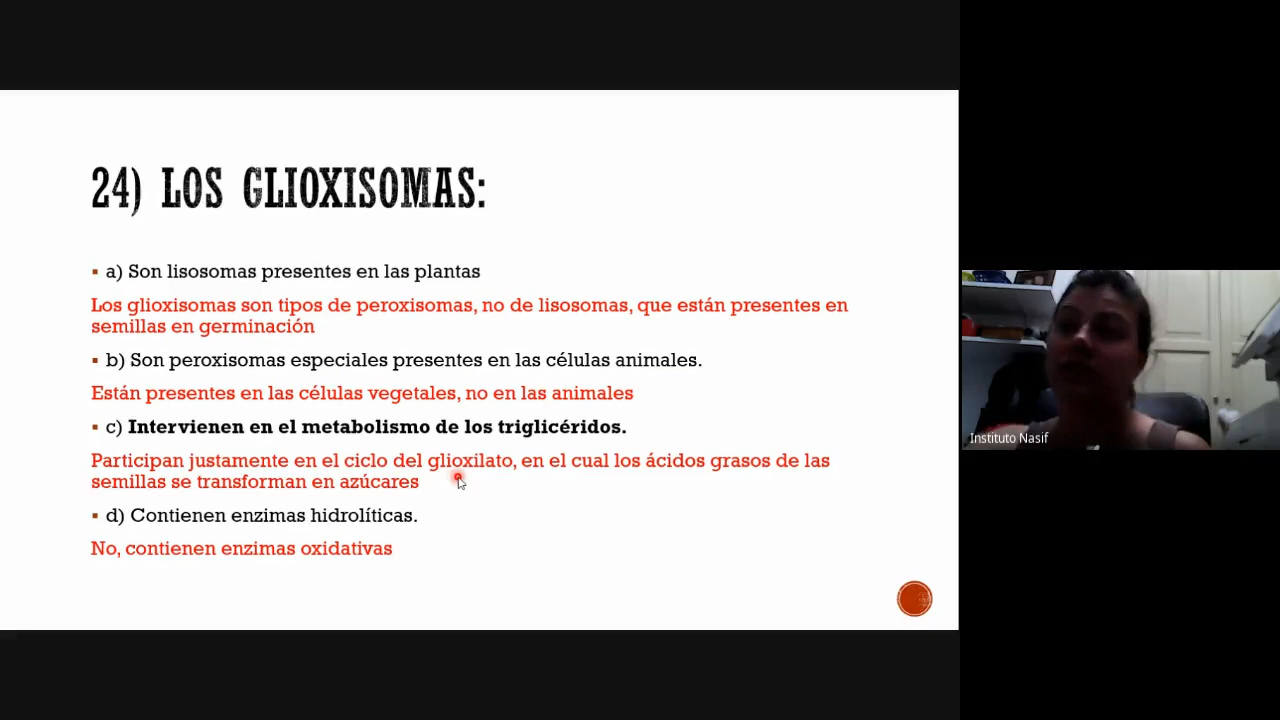 24) LOS GLIOXISOMAS:
▪ a) Son lisosomas presentes en las plantas
Los glioxisomas son tipos de peroxisomas, no de lisosomas, que están presentes en
semillas en germinación
▪ b) Son peroxisomas especiales presentes en las células animales.
Están presentes en las células vegetales, no en las animales
▪ c) Intervienen en el metabolismo de los triglicéridos.
Participan justamente en el ciclo del glioxilato, en el cual los ácidos grasos de las
semillas se transforman en azúcares
▪ d) Contienen enzimas hidrolíticas.
No, contienen enzimas oxidativas
Instituto Nasif